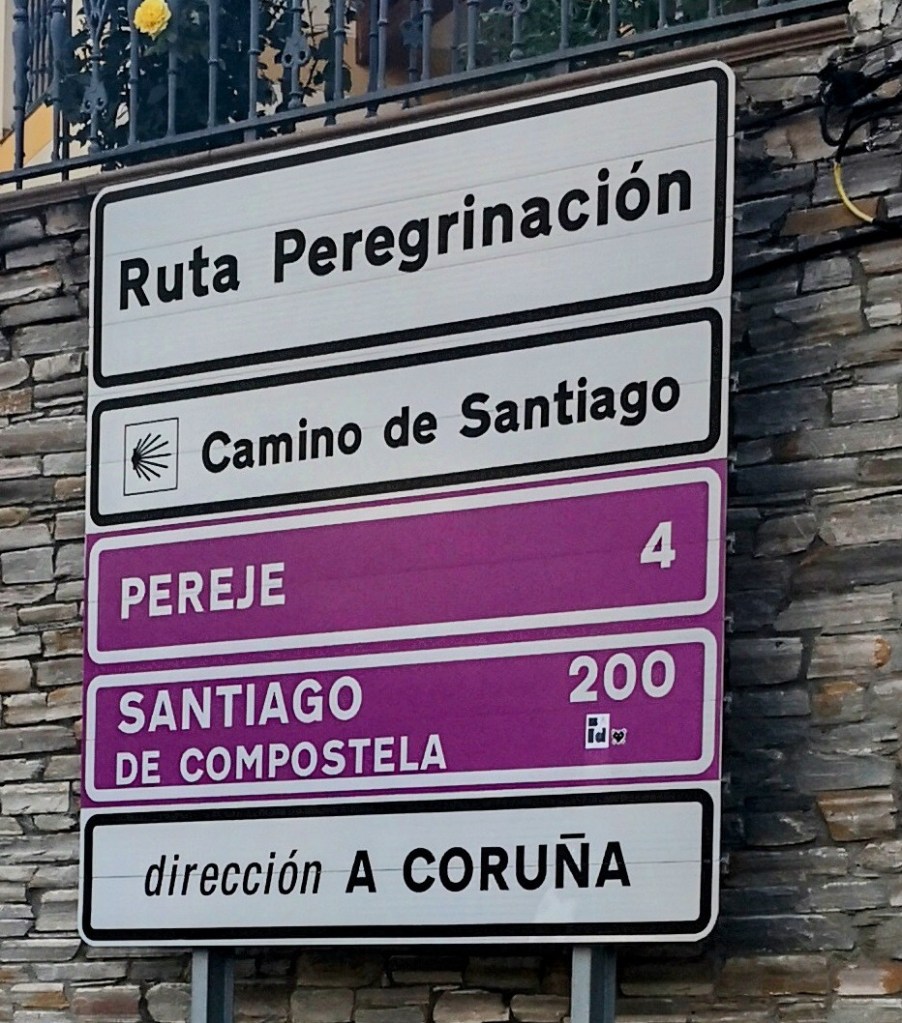 Ruta Peregrinación
Camino de Santiago
PEREJE 4
SANTIAGO 200
DE COMPOSTELA
dirección A CORUÑA